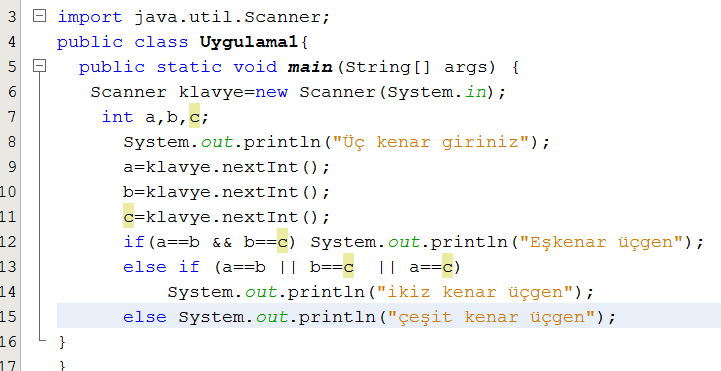 3 import java.util.Scanner;
4 public class Uygulama1{
5 public static void main(String[] args) {
6 Scanner klavye=new Scanner(System.in);
7 int a,b,c;
8 System.out.println("Üç kenar giriniz");
9 a=klavye.nextInt();
10 b=klavye.nextInt();
11 c=klavye.nextInt();
12 if(a==b && b==c) System.out.println("Eşkenar üçgen");
13 else if (a==b || b==c || a==c)
14 System.out.println("ikiz kenar üçgen");
15 else System.out.println("çeşit kenar üçgen");
16 }
17 }